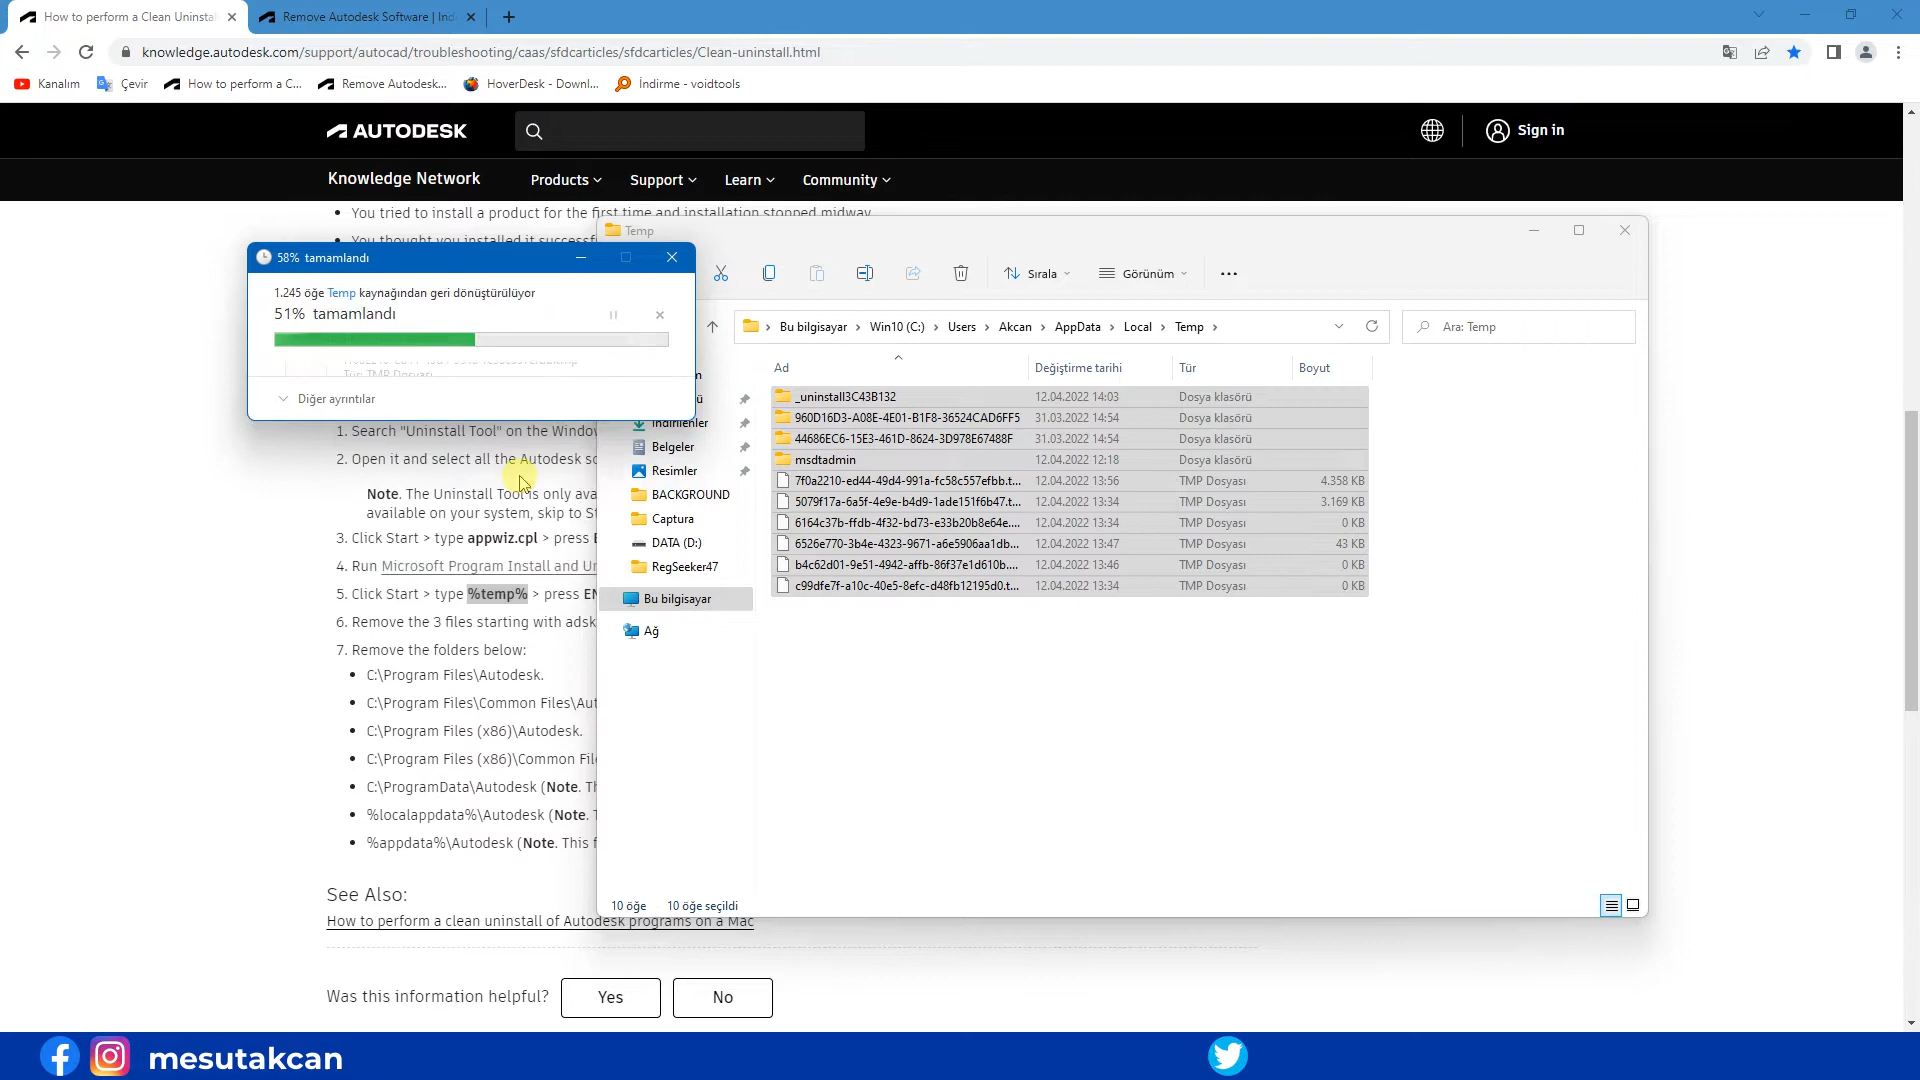 How to perform a Clean Uninstal
Remove Autodesk Software | Ind
knowledge.autodesk.com/support/autocad/troubleshooting/caas/sfdcarticles/sfdcarticles/Clean-uninstall.html
Kanalım
Çevir
How to perform a C...
Remove Autodesk...
HoverDesk - Downl...
İndirme - voidtools
AUTODESK
Sign in
Knowledge Network
Products
Support
Learn
Community
• You tried to install a product for the first time and installation stopped midway
• You thought you installed it successf
Temp
58% tamamlandı
1.245 öğe Temp kaynağından geri dönüştürülüyor
51% tamamlandı
Tür: TMP Dosyası
Diğer ayrıntılar
Sırala
Görünüm
Bu bilgisayar > Win10 (C:) > Users > Akcan > AppData > Local > Temp >
Ara: Temp
Ad
Değiştirme tarihi
Tür
Boyut
_uninstall3C43B132 12.04.2022 14:03 Dosya klasörü
960D16D3-A08E-4E01-B1F8-36524CAD6FF5 31.03.2022 14:54 Dosya klasörü
44686EC6-15E3-461D-8624-3D978E67488F 31.03.2022 14:54 Dosya klasörü
msdtadmin 12.04.2022 12:18 Dosya klasörü
7f0a2210-ed44-49d4-991a-fc58c557efbb.t... 12.04.2022 13:56 TMP Dosyası 4.358 KB
5079f17a-6a5f-4e9e-b4d9-1ade151f6b47.t... 12.04.2022 13:34 TMP Dosyası 3.169 KB
6164c37b-ffdb-4f32-bd73-e33b20b8e64e.... 12.04.2022 13:34 TMP Dosyası 0 KB
6526e770-3b4e-4323-9671-a6e5906aa1db... 12.04.2022 13:47 TMP Dosyası 43 KB
b4c62d01-9e51-4942-affb-86f37e1d610b.... 12.04.2022 13:46 TMP Dosyası 0 KB
c99dfe7f-a10c-40e5-8efc-d48fb12195d0.t... 12.04.2022 13:34 TMP Dosyası 0 KB
İndirilenler
Belgeler
Resimler
BACKGROUND
Captura
DATA (D:)
RegSeeker47
Bu bilgisayar
Ağ
10 öğe
10 öğe seçildi
1. Search "Uninstall Tool" on the Window
2. Open it and select all the Autodesk so
Note. The Uninstall Tool is only ava
available on your system, skip to St
3. Click Start > type appwiz.cpl > press E
4. Run Microsoft Program Install and Un
5. Click Start > type %temp% > press EN
6. Remove the 3 files starting with adsk
7. Remove the folders below:
• C:\Program Files\Autodesk.
• C:\Program Files\Common Files\Aut
• C:\Program Files (x86)\Autodesk.
• C:\Program Files (x86)\Common File
• C:\ProgramData\Autodesk (Note. Th
• %localappdata%\Autodesk (Note. T
• %appdata%\Autodesk (Note. This f
See Also:
How to perform a clean uninstall of Autodesk programs on a Mac
Was this information helpful?
Yes
No
mesutakcan